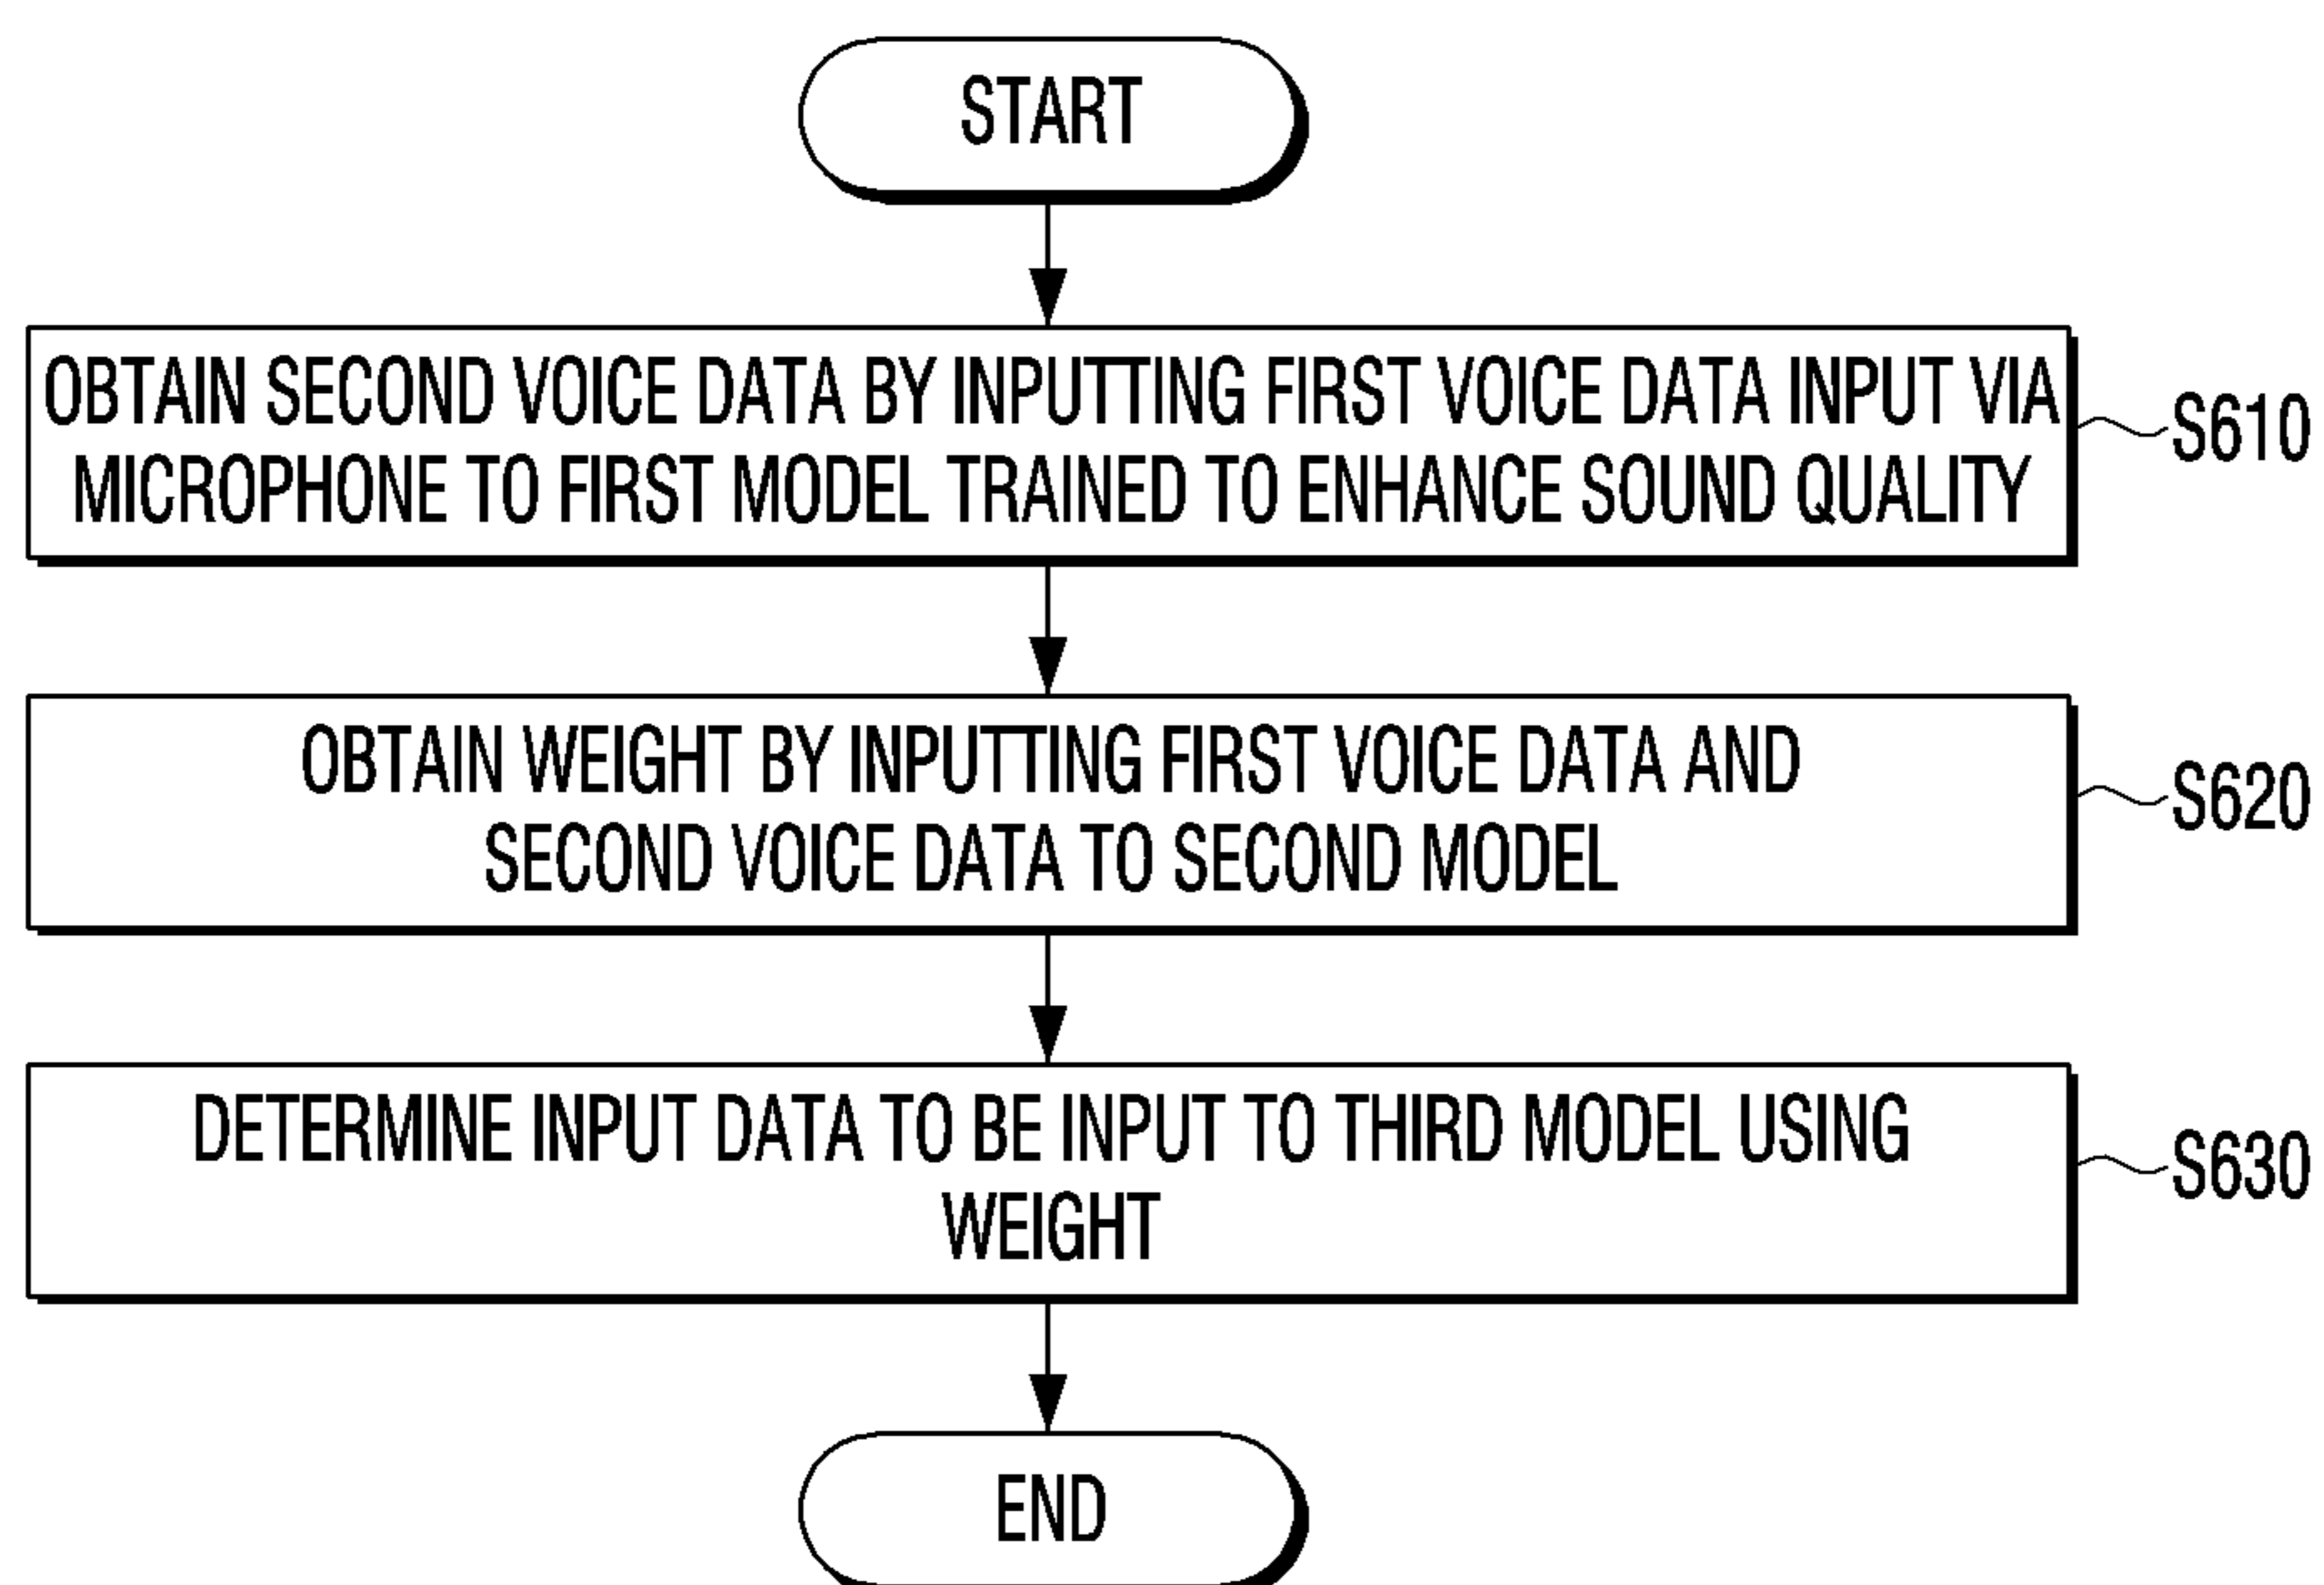 START
OBTAIN SECOND VOICE DATA BY INPUTTING FIRST VOICE DATA INPUT VIA
MICROPHONE TO FIRST MODEL TRAINED TO ENHANCE SOUND QUALITY
S610
OBTAIN WEIGHT BY INPUTTING FIRST VOICE DATA AND
SECOND VOICE DATA TO SECOND MODEL
S620
DETERMINE INPUT DATA TO BE INPUT TO THIRD MODEL USING
WEIGHT
S630
END